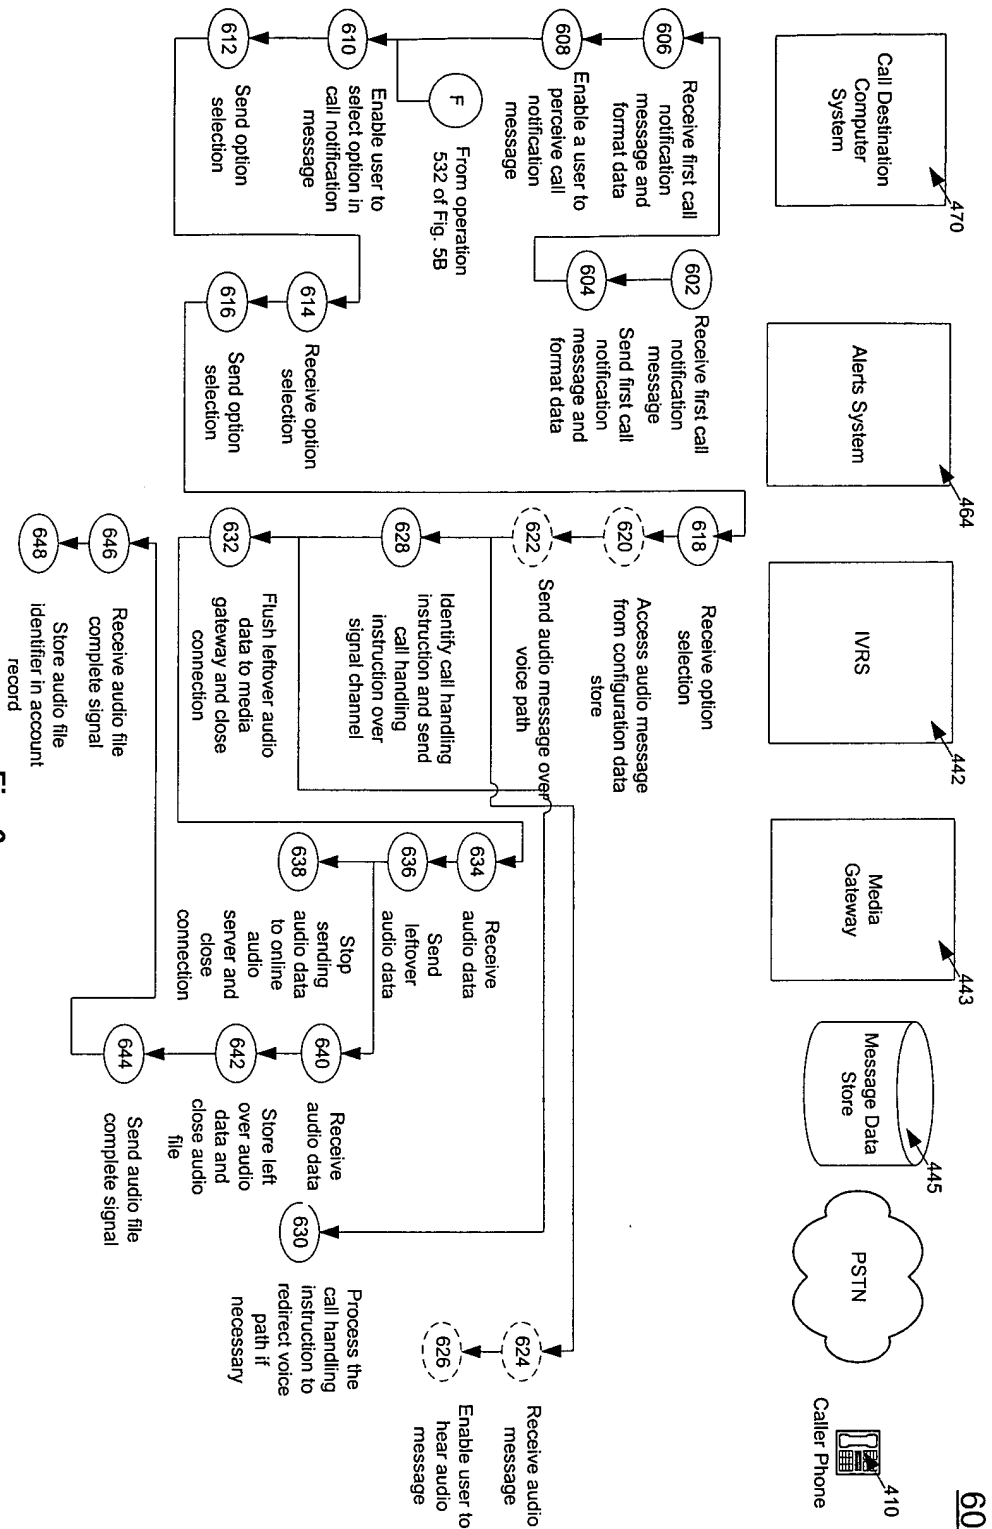 60
Call Destination
Computer
System
470
Alerts System
464
IVRS
442
Media
Gateway
443
Message Data
Store
445
PSTN
Caller Phone
410
602
Receive first call
notification
message
604
Send first call
notification
message and
format data
606
Receive first call
notification
message and
format data
608
Enable a user to
perceive call
notification
message
F
From operation
532 of Fig. 5B
610
Enable user to
select option in
call notification
message
612
Send option
selection
614
Receive option
selection
616
Send option
selection
618
Receive option
selection
620
Access audio message
from configuration data
store
622
Send audio message over
voice path
624
Receive audio
message
626
Enable user to
hear audio
message
628
Identify call handling
instruction and send
call handling
instruction over
signal channel
630
Process the
call handling
instruction to
redirect voice
path if
necessary
632
Flush leftover audio
data to media
gateway and close
connection
634
Receive
audio data
636
Send
leftover
audio data
638
Stop
sending
audio data
to online
audio
server and
close
connection
640
Receive
audio data
642
Store left
over audio
data and
close audio
file
644
Send audio file
complete signal
646
Receive audio file
complete signal
648
Store audio file
identifier in account
record